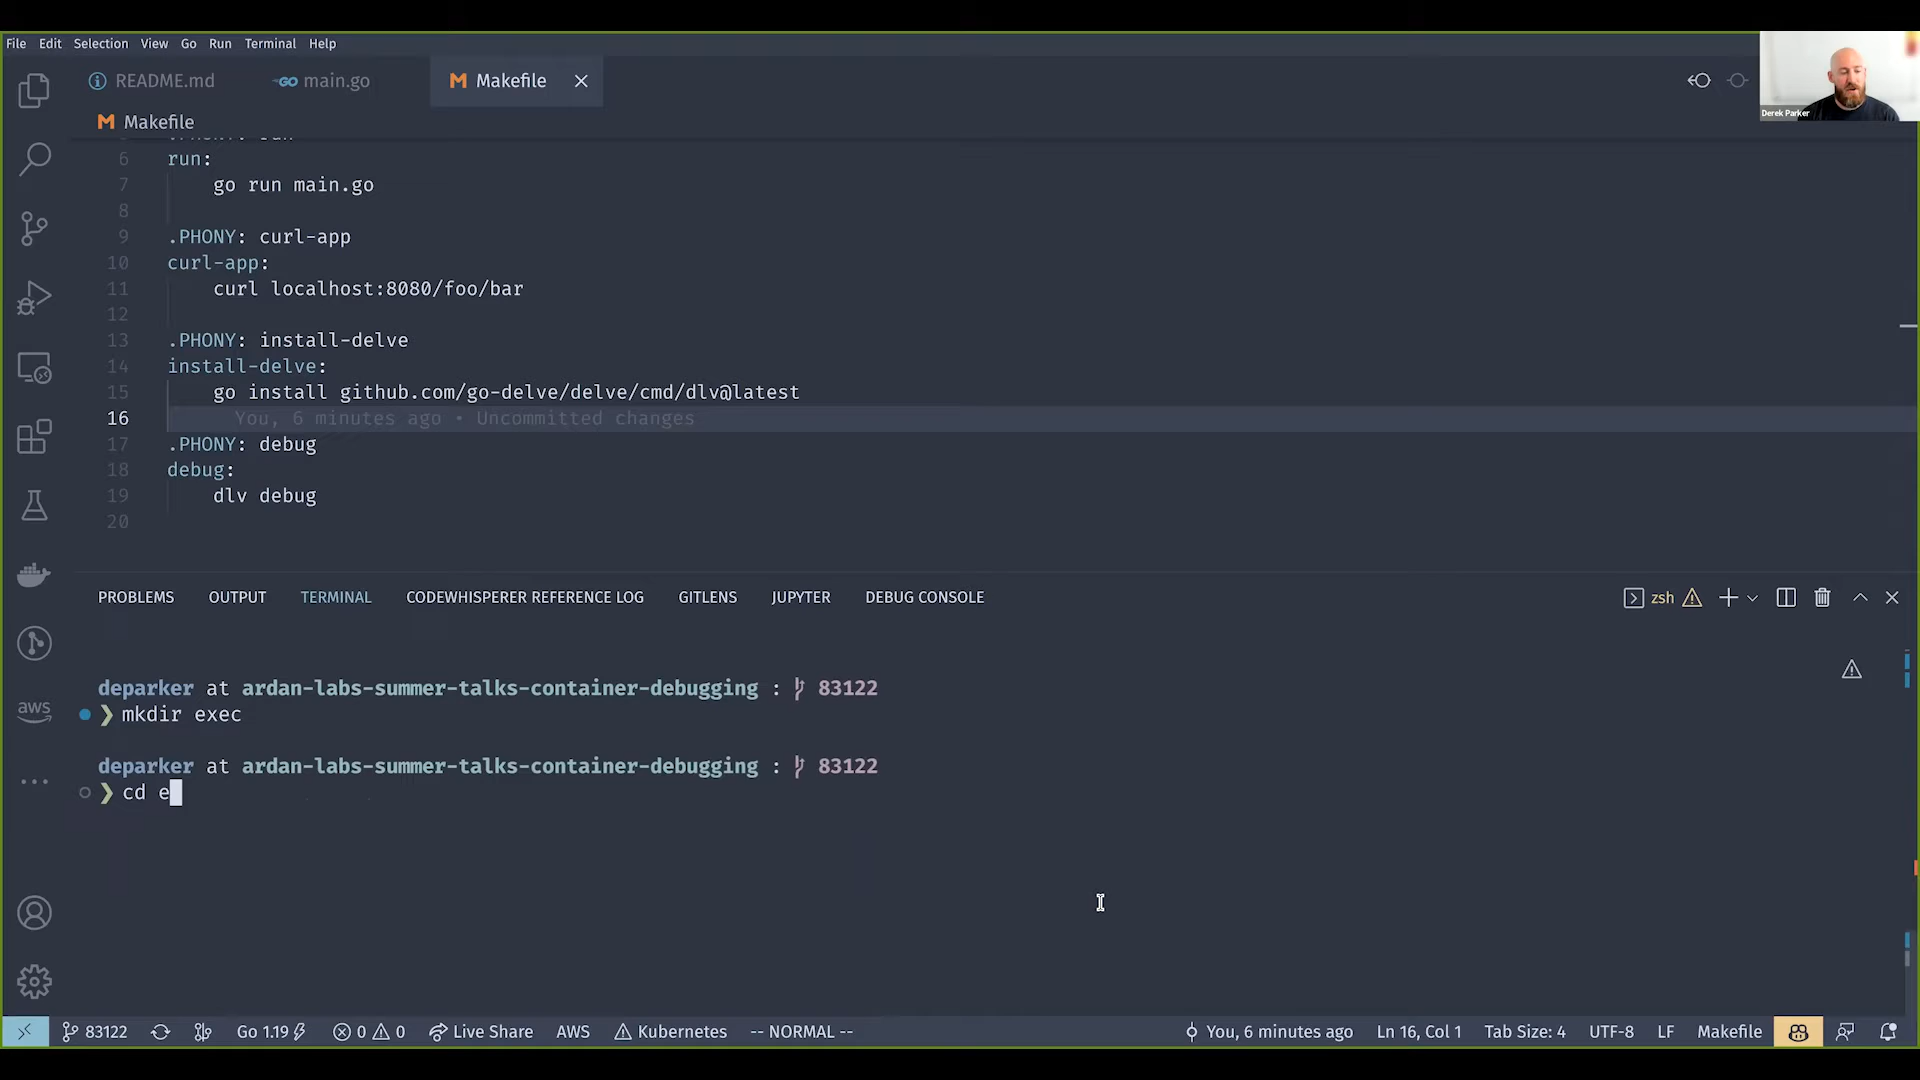 File Edit Selection View Go Run Terminal Help
README.md
main.go
Makefile
Derek Parker
Makefile
6 run:
7 go run main.go
8
9 .PHONY: curl-app
10 curl-app:
11 curl localhost:8080/foo/bar
12
13 .PHONY: install-delve
14 install-delve:
15 go install github.com/go-delve/delve/cmd/dlv@latest
16 You, 6 minutes ago • Uncommitted changes
17 .PHONY: debug
18 debug:
19 dlv debug
20
PROBLEMS OUTPUT TERMINAL CODEWHISPERER REFERENCE LOG GITLENS JUPYTER DEBUG CONSOLE
zsh
deparker at ardan-labs-summer-talks-container-debugging : 83122
❯ mkdir exec
deparker at ardan-labs-summer-talks-container-debugging : 83122
❯ cd e
aws
83122 Go 1.19 0 0 Live Share AWS Kubernetes -- NORMAL -- You, 6 minutes ago Ln 16, Col 1 Tab Size: 4 UTF-8 LF Makefile